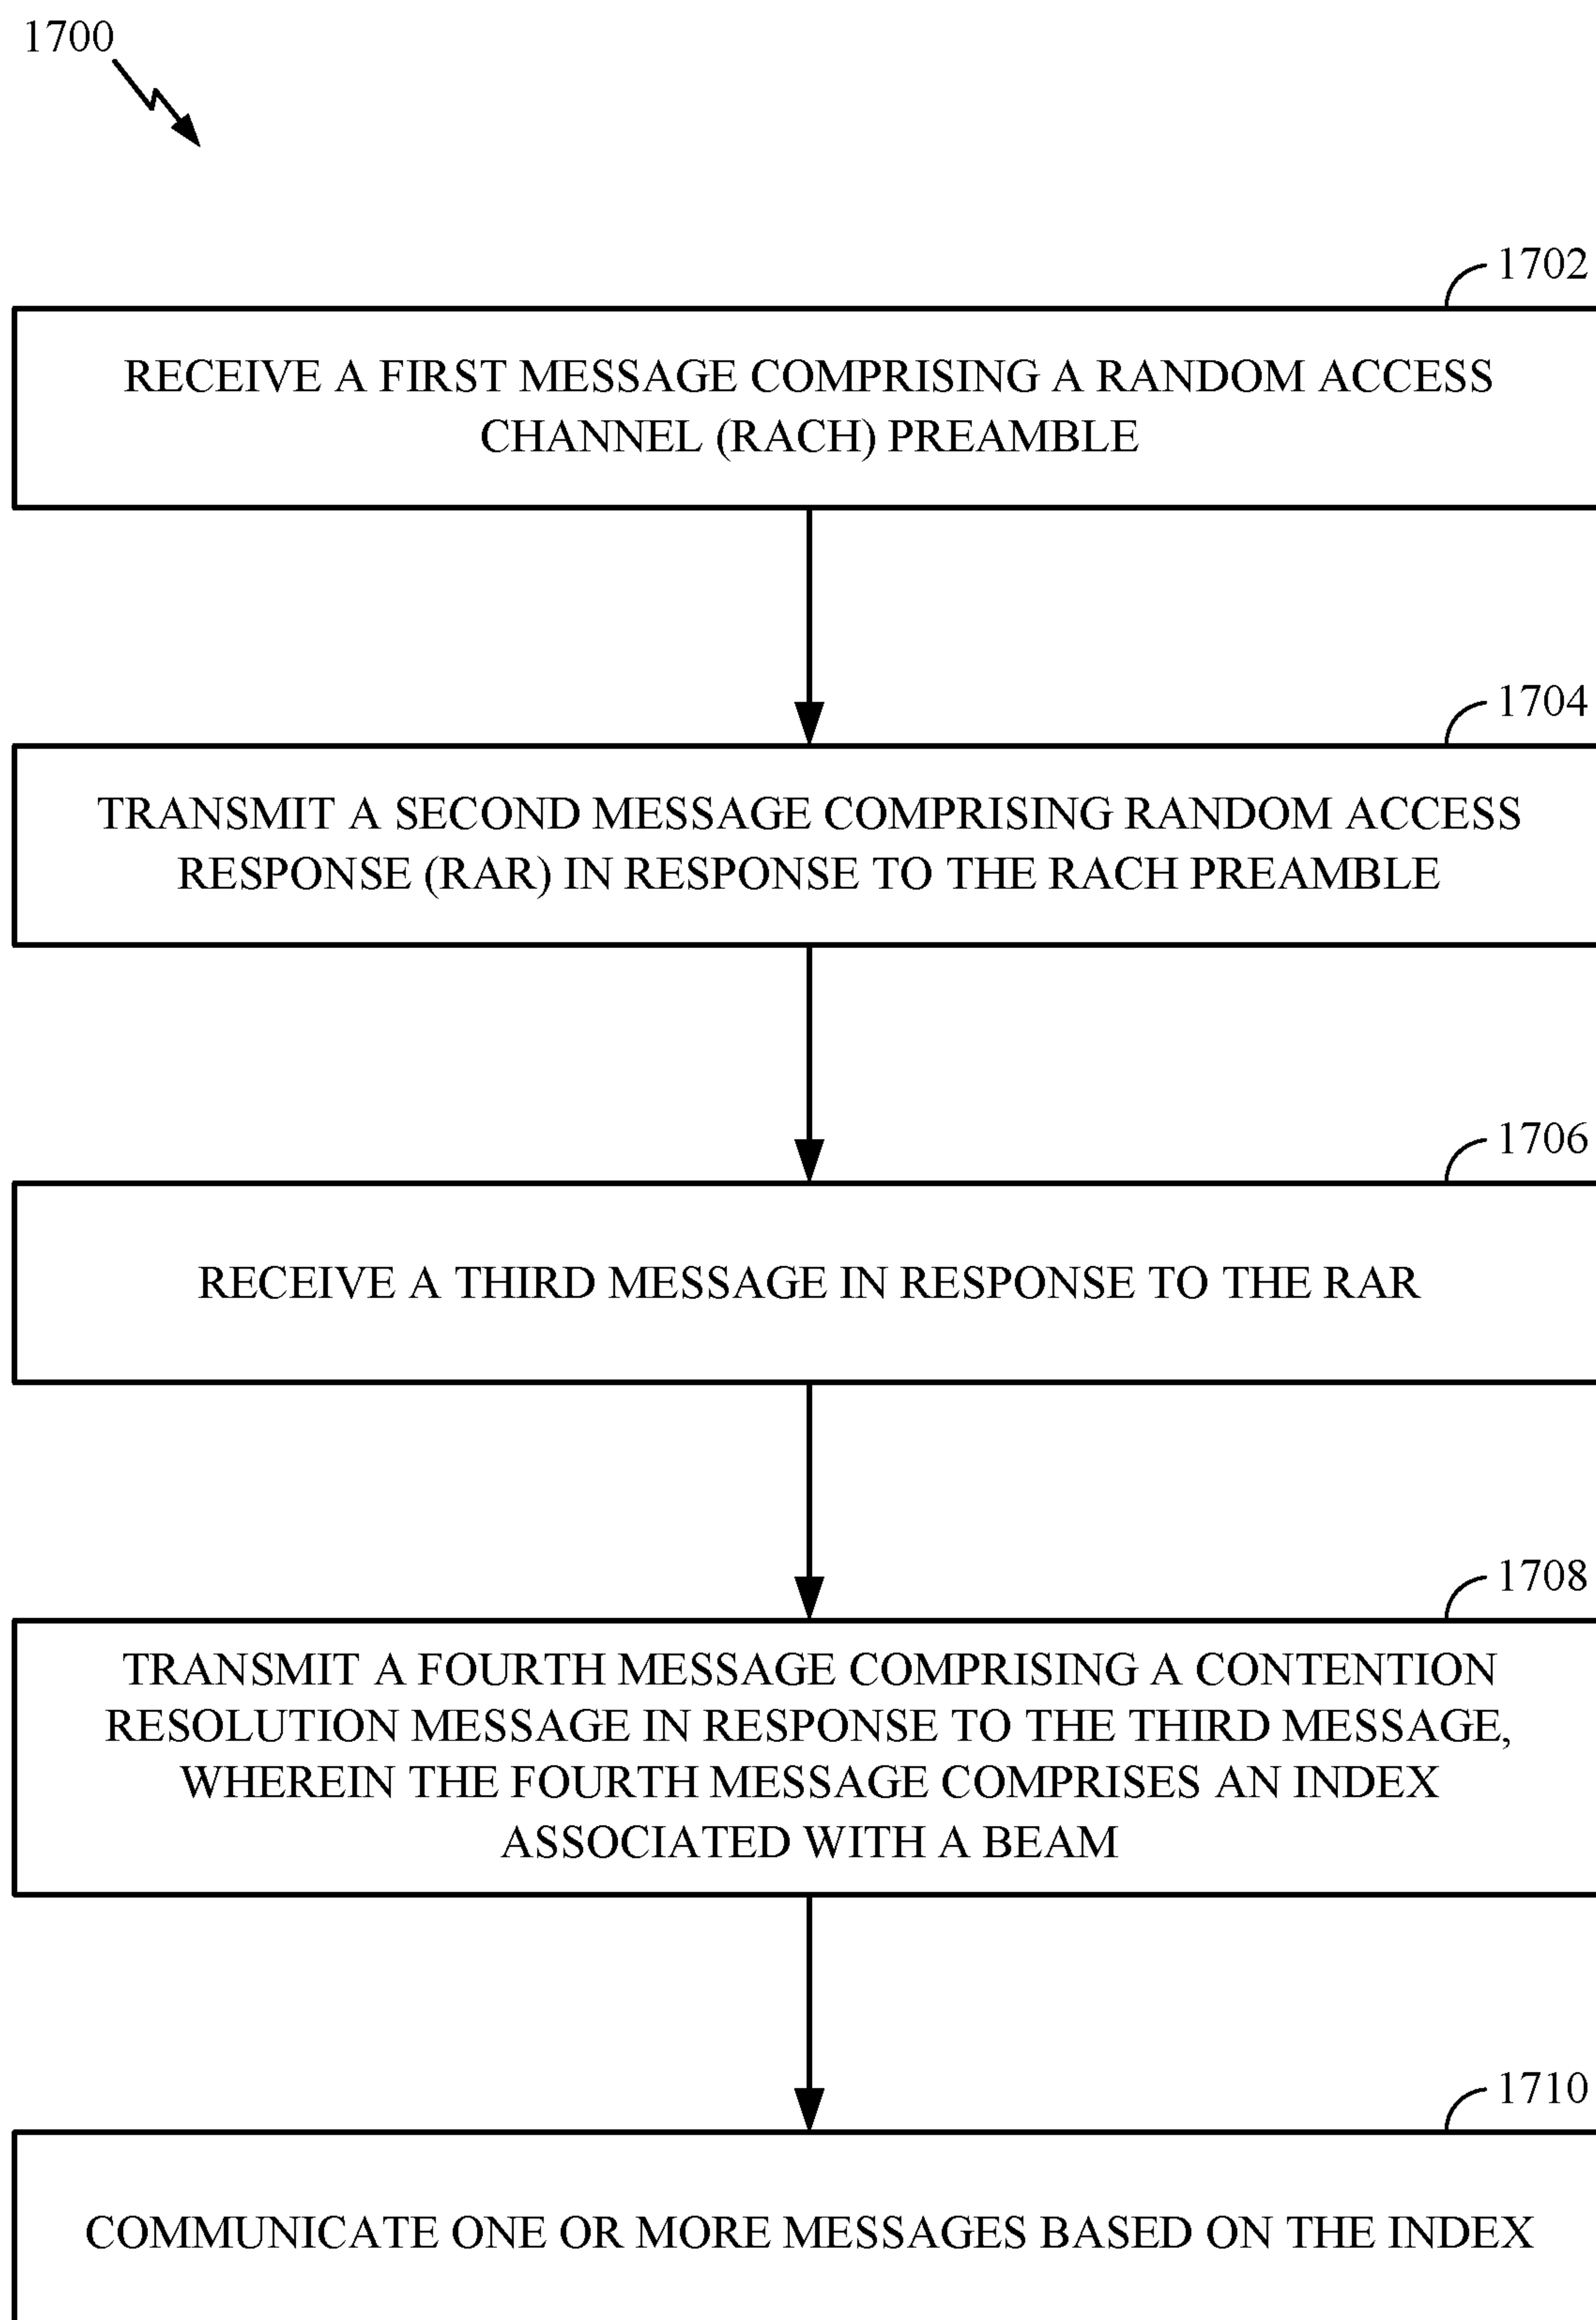 1700
1702
RECEIVE A FIRST MESSAGE COMPRISING A RANDOM ACCESS
CHANNEL (RACH) PREAMBLE
1704
TRANSMIT A SECOND MESSAGE COMPRISING RANDOM ACCESS
RESPONSE (RAR) IN RESPONSE TO THE RACH PREAMBLE
1706
RECEIVE A THIRD MESSAGE IN RESPONSE TO THE RAR
1708
TRANSMIT A FOURTH MESSAGE COMPRISING A CONTENTION
RESOLUTION MESSAGE IN RESPONSE TO THE THIRD MESSAGE,
WHEREIN THE FOURTH MESSAGE COMPRISES AN INDEX
ASSOCIATED WITH A BEAM
1710
COMMUNICATE ONE OR MORE MESSAGES BASED ON THE INDEX